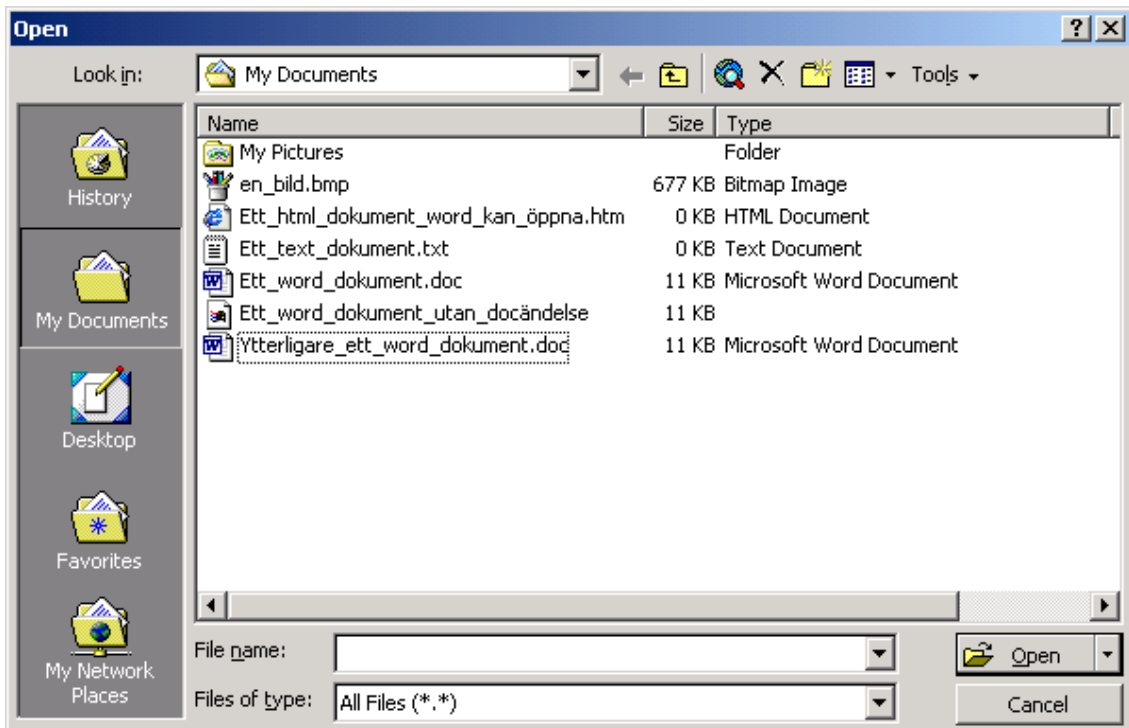 Open
Look in: My Documents Tools
Name Size Type
My Pictures Folder
en_bild.bmp 677 KB Bitmap Image
Ett_html_dokument_word_kan_öppna.htm 0 KB HTML Document
Ett_text_dokument.txt 0 KB Text Document
Ett_word_dokument.doc 11 KB Microsoft Word Document
Ett_word_dokument_utan_docändelse 11 KB
Ytterligare_ett_word_dokument.doc 11 KB Microsoft Word Document
History
My Documents
Desktop
Favorites
My Network
Places
File name: Open
Files of type: All Files (*.*) Cancel